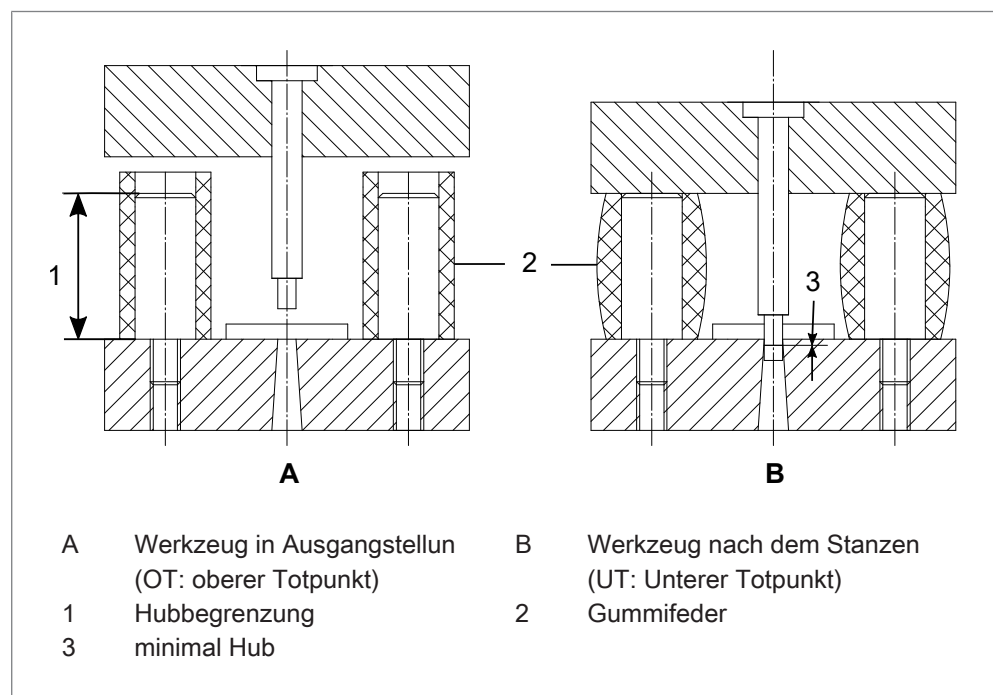 1
2
3
A
B
A Werkzeug in Ausgangstellun
(OT: oberer Totpunkt)
B Werkzeug nach dem Stanzen
(UT: Unterer Totpunkt)
1 Hubbegrenzung
2 Gummifeder
3 minimal Hub